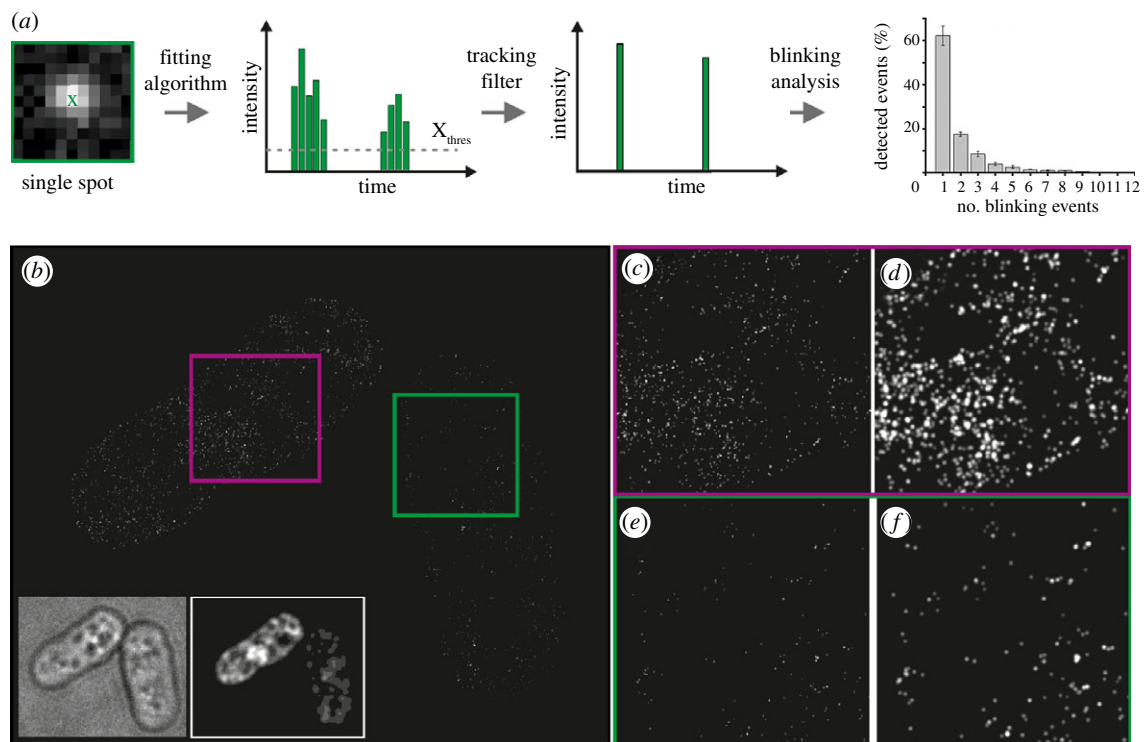 (a)
single spot
x
fitting
algorithm
intensity
X thres
time
tracking
filter
intensity
time
blinking
analysis
detected events (%)
60
40
20
0 1 2 3 4 5 6 7 8 9 10 11 12
no. blinking events
(b)
(c)
(d)
(e)
(f)